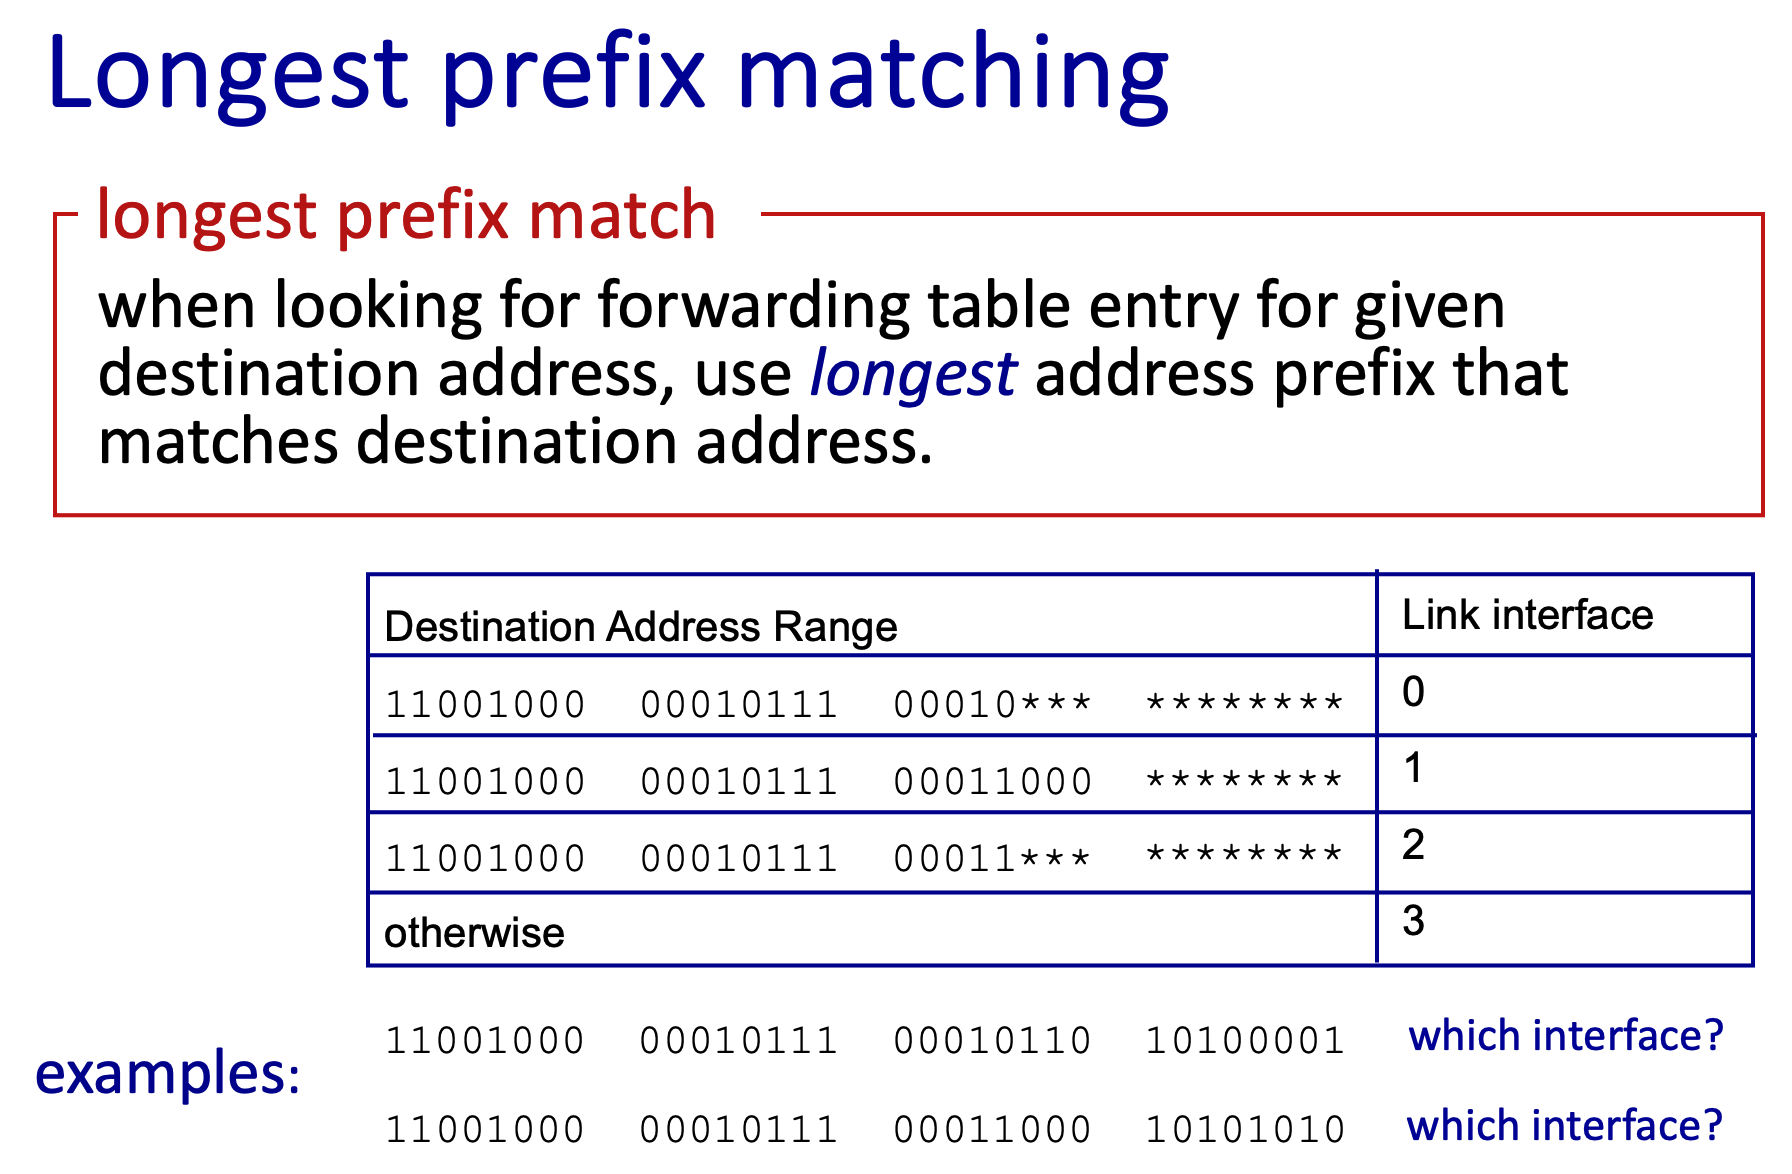 Longest prefix matching
longest prefix match
when looking for forwarding table entry for given
destination address, use longest address prefix that
matches destination address.
Destination Address Range Link interface
11001000 00010111 00010*** ******** 0
11001000 00010111 00011000 ******** 1
11001000 00010111 00011*** ******** 2
otherwise 3
examples:
11001000 00010111 00010110 10100001 which interface?
11001000 00010111 00011000 10101010 which interface?